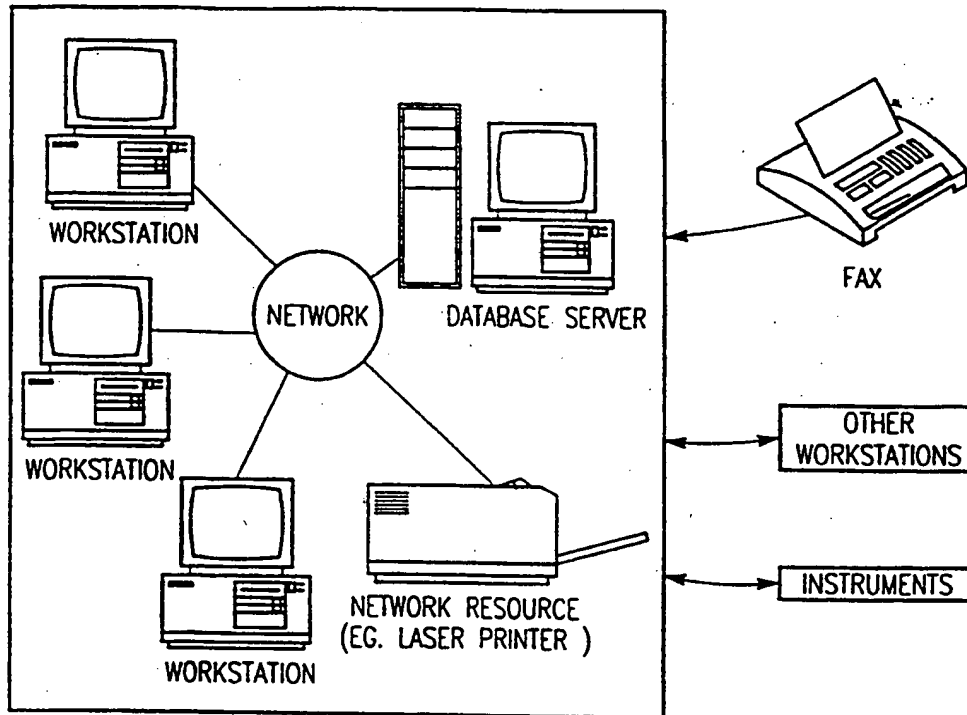 WORKSTATION
NETWORK
DATABASE SERVER
FAX
WORKSTATION
OTHER
WORKSTATIONS
INSTRUMENTS
NETWORK RESOURCE
(EG. LASER PRINTER )
WORKSTATION